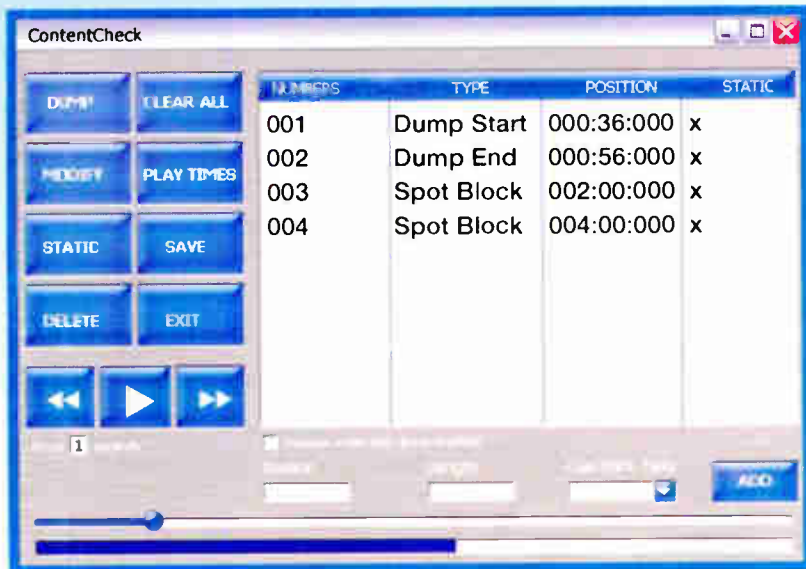 ContentCheck
DUMP CLEAR ALL NUMBERS TYPE POSITION STATIC
001 Dump Start 000:36:000 x
MODIFY PLAY TIMES 002 Dump End 000:56:000 x
003 Spot Block 002:00:000 x
STATIC SAVE 004 Spot Block 004:00:000 x
DELETE EXIT
1
ADD